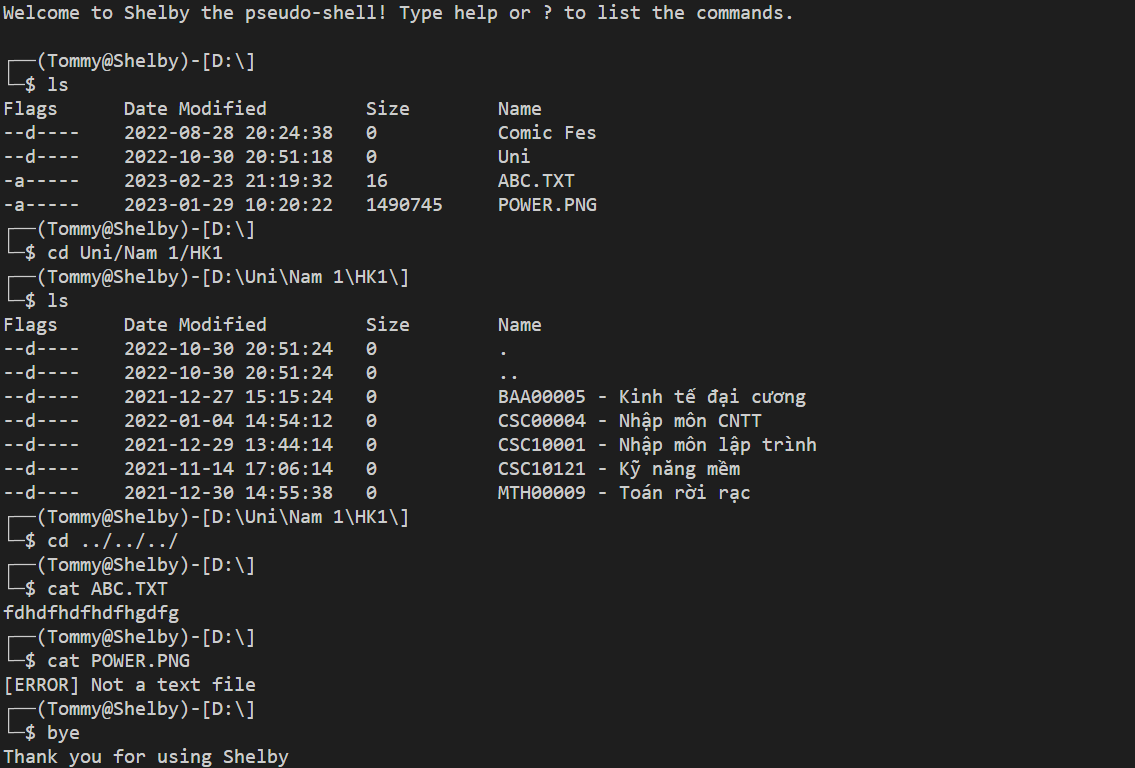 Welcome to Shelby the pseudo-shell! Type help or ? to list the commands.
┌──(Tommy@Shelby)-[D:\]
└─$ ls
Flags      Date Modified         Size        Name
--d----    2022-08-28 20:24:38   0           Comic Fes
--d----    2022-10-30 20:51:18   0           Uni
-a-----    2023-02-23 21:19:32   16          ABC.TXT
-a-----    2023-01-29 10:20:22   1490745     POWER.PNG
┌──(Tommy@Shelby)-[D:\]
└─$ cd Uni/Nam 1/HK1
┌──(Tommy@Shelby)-[D:\Uni\Nam 1\HK1\]
└─$ ls
Flags      Date Modified         Size        Name
--d----    2022-10-30 20:51:24   0           .
--d----    2022-10-30 20:51:24   0           ..
--d----    2021-12-27 15:15:24   0           BAA00005 - Kinh tế đại cương
--d----    2022-01-04 14:54:12   0           CSC00004 - Nhập môn CNTT
--d----    2021-12-29 13:44:14   0           CSC10001 - Nhập môn lập trình
--d----    2021-11-14 17:06:14   0           CSC10121 - Kỹ năng mềm
--d----    2021-12-30 14:55:38   0           MTH00009 - Toán rời rạc
┌──(Tommy@Shelby)-[D:\Uni\Nam 1\HK1\]
└─$ cd ../../../
┌──(Tommy@Shelby)-[D:\]
└─$ cat ABC.TXT
fdhdfhdfhdfhgdfg
┌──(Tommy@Shelby)-[D:\]
└─$ cat POWER.PNG
[ERROR] Not a text file
┌──(Tommy@Shelby)-[D:\]
└─$ bye
Thank you for using Shelby